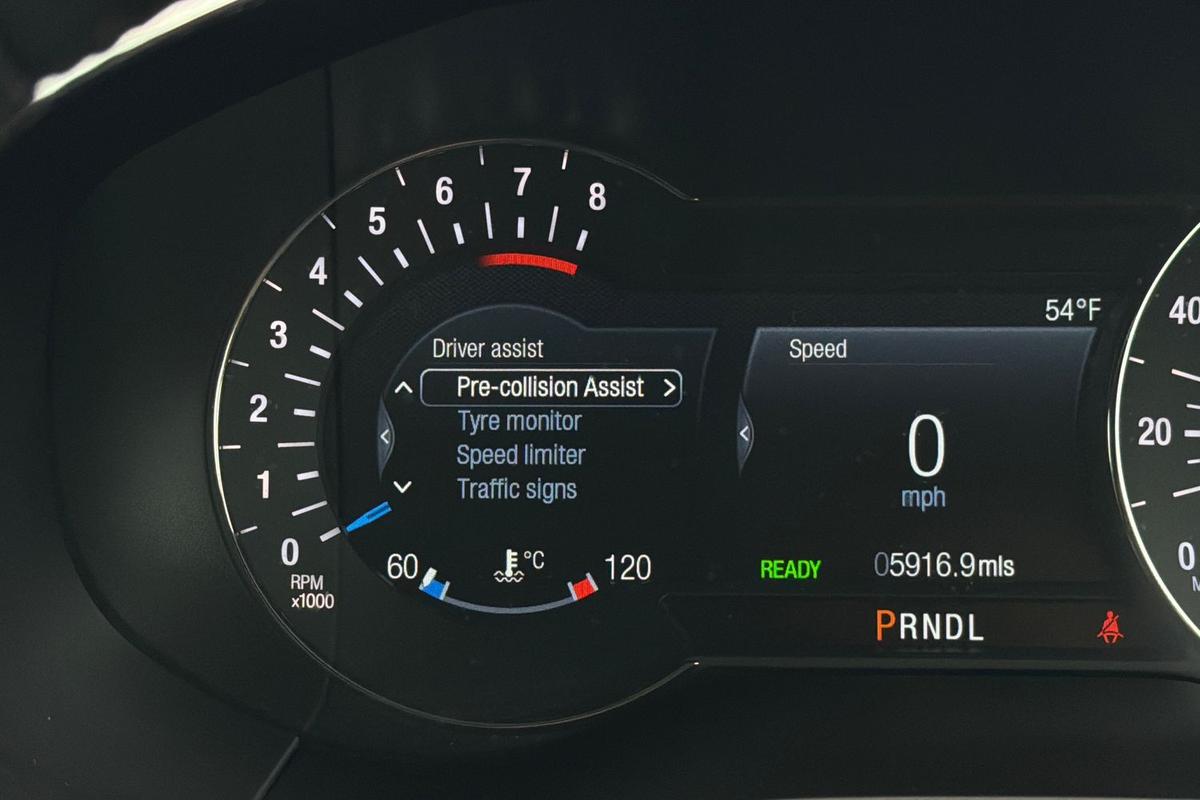 8
7
6
5
4
3
2
1
0
RPM
x1000
Driver assist
Pre-collision Assist >
Tyre monitor
Speed limiter
Traffic signs
60
°C
120
54°F
Speed
0
mph
READY
05916.9mls
PRNDL
40
20
0